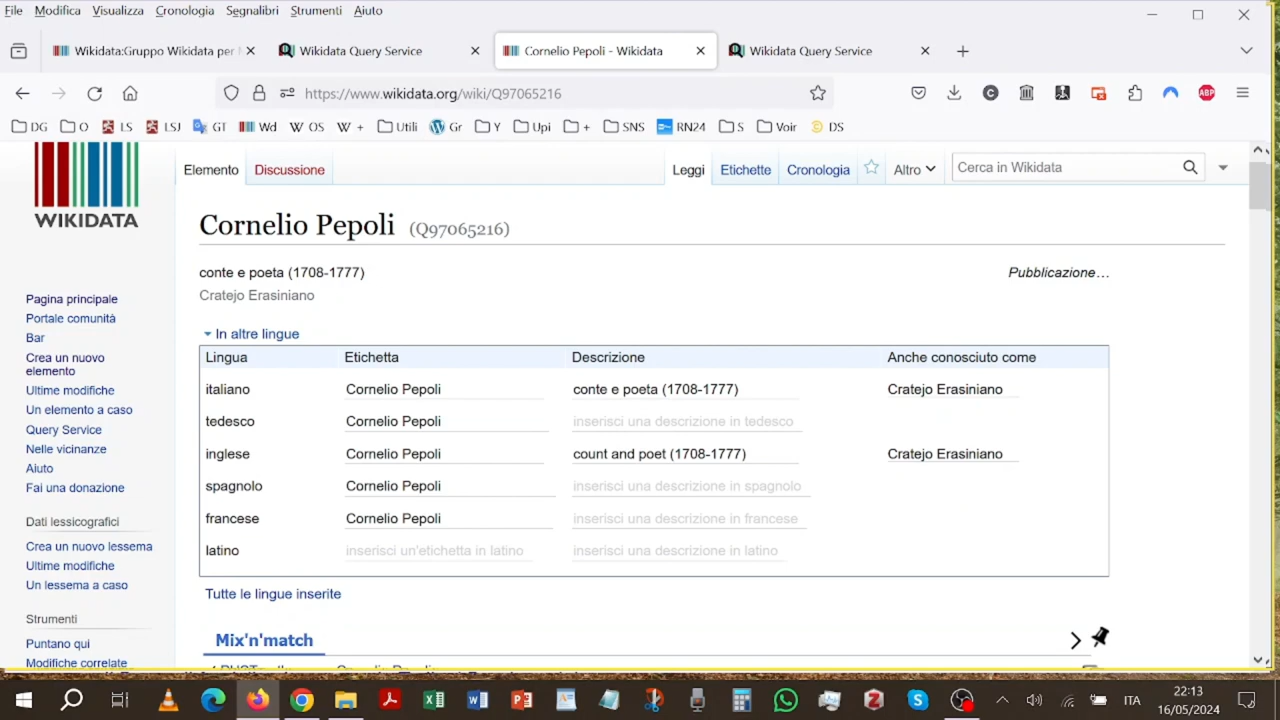 File Modifica Visualizza Cronologia Segnalibri Strumenti Aiuto
Wikidata:Gruppo Wikidata per Wikidata Query Service Cornelio Pepoli - Wikidata Wikidata Query Service
https://www.wikidata.org/wiki/Q97065216 ABP
DG O LS LSJ GT Wd OS + Utili Gr Y Upi + SNS RN24 S Voir DS
WIKIDATA
Elemento Discussione Leggi Etichette Cronologia Altro Cerca in Wikidata
Cornelio Pepoli (Q97065216)
conte e poeta (1708-1777) Pubblicazione…
Cratejo Erasiniano
In altre lingue
Lingua Etichetta Descrizione Anche conosciuto come
italiano Cornelio Pepoli conte e poeta (1708-1777) Cratejo Erasiniano
tedesco Cornelio Pepoli inserisci una descrizione in tedesco
inglese Cornelio Pepoli count and poet (1708-1777) Cratejo Erasiniano
spagnolo Cornelio Pepoli inserisci una descrizione in spagnolo
francese Cornelio Pepoli inserisci una descrizione in francese
latino inserisci un'etichetta in latino inserisci una descrizione in latino
Tutte le lingue inserite
Mix'n'match
Pagina principale
Portale comunità
Bar
Crea un nuovo
elemento
Ultime modifiche
Un elemento a caso
Query Service
Nelle vicinanze
Aiuto
Fai una donazione
Dati lessicografici
Crea un nuovo lessema
Ultime modifiche
Un lessema a caso
Strumenti
Puntano qui
Modifiche correlate
ITA 22:13
16/05/2024